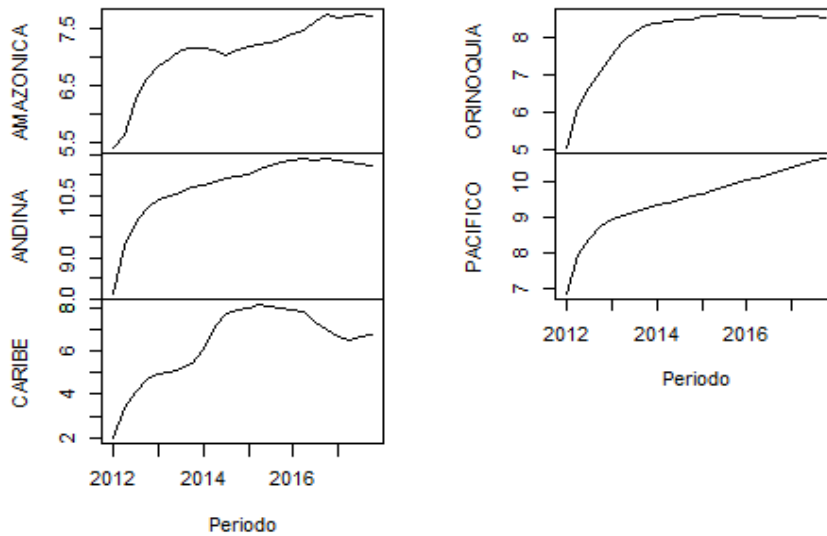 AMAZONICA
7.5
6.5
5.5
ANDINA
10.5
9.0
8.0
CARIBE
8
6
4
2
2012 2014 2016
Periodo
ORINOQUIA
8
7
6
5
PACIFICO
10
9
8
7
2012 2014 2016
Periodo